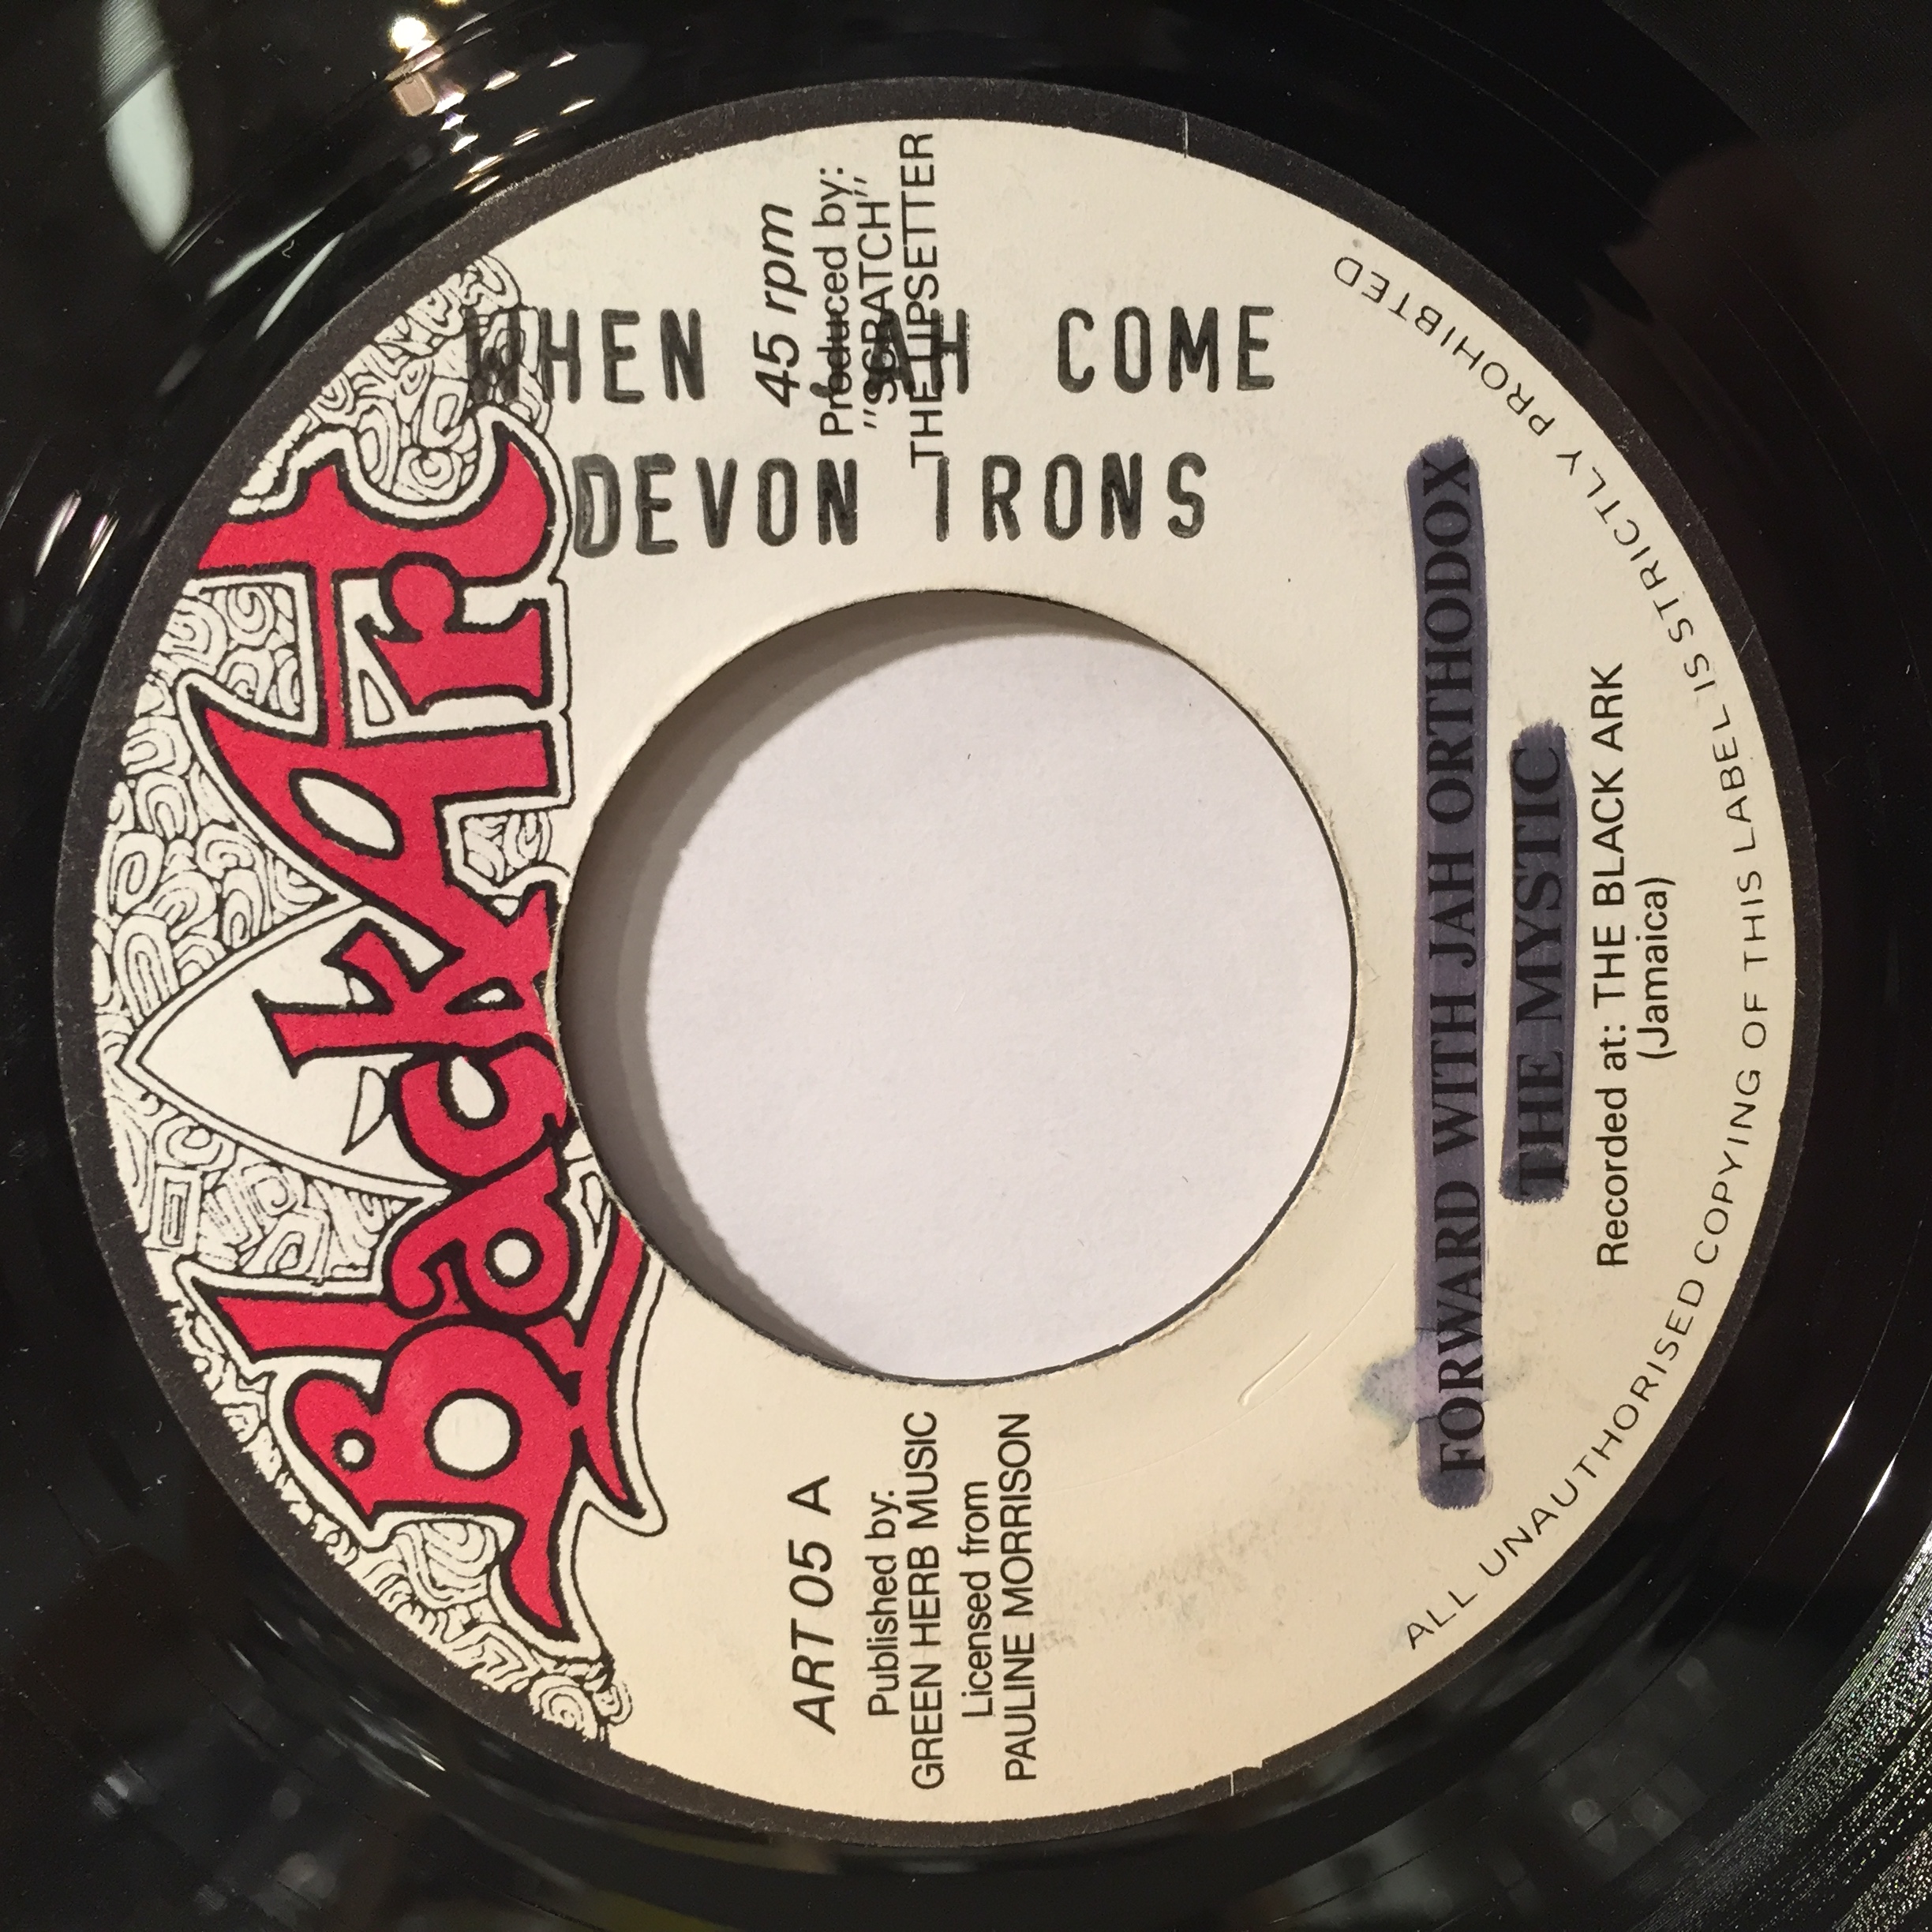 Black Art
WHEN JAH COME
DEVON IRONS
45 rpm
Produced by:
"SCRATCH"
THE UPSETTER
ART 05 A
Published by:
GREEN HERB MUSIC
Licensed from
PAULINE MORRISON
FORWARD WITH JAH ORTHODOX
THE MYSTIC
Recorded at: THE BLACK ARK
(Jamaica)
ALL UNAUTHORISED COPYING OF THIS LABEL IS STRICTLY PROHIBTED